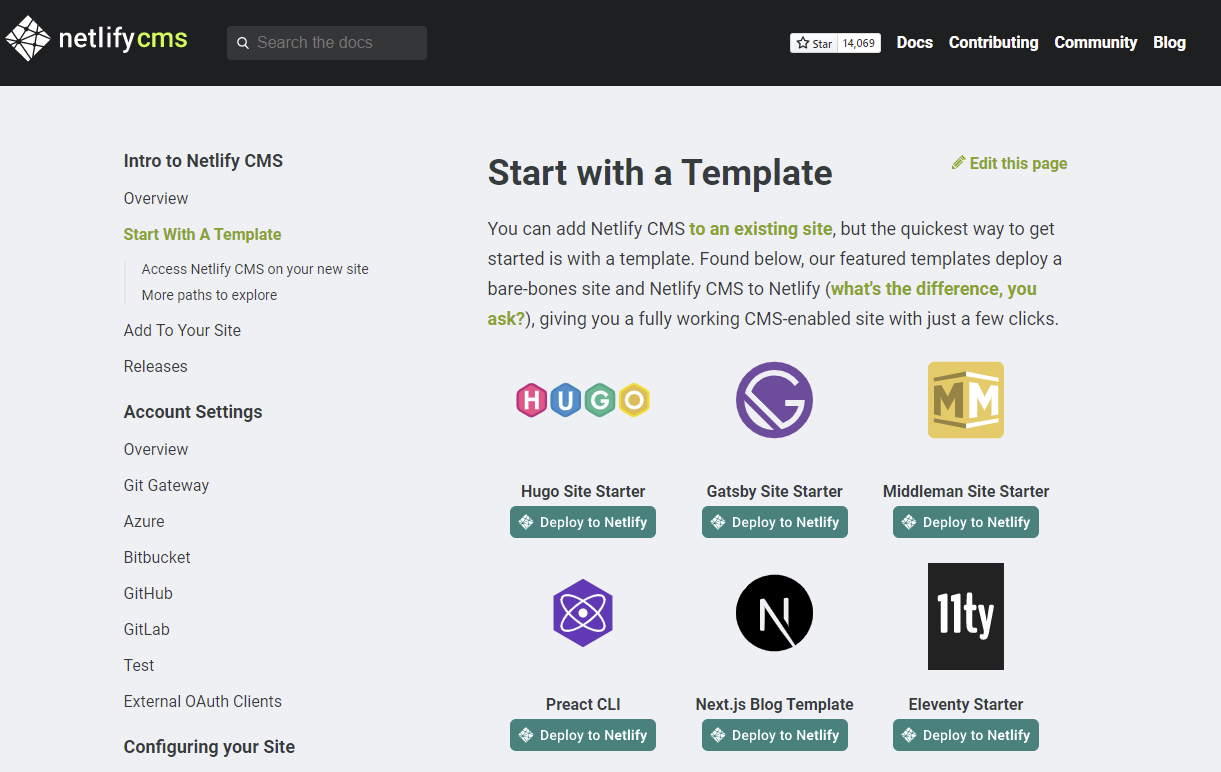 netlifycms
Search the docs
Star 14,069
Docs Contributing Community Blog
Intro to Netlify CMS
Overview
Start With A Template
Access Netlify CMS on your new site
More paths to explore
Add To Your Site
Releases
Account Settings
Overview
Git Gateway
Azure
Bitbucket
GitHub
GitLab
Test
External OAuth Clients
Configuring your Site
Start with a Template
Edit this page
You can add Netlify CMS to an existing site, but the quickest way to get
started is with a template. Found below, our featured templates deploy a
bare-bones site and Netlify CMS to Netlify (what's the difference, you
ask?), giving you a fully working CMS-enabled site with just a few clicks.
HUGO
G
MM
Hugo Site Starter
Gatsby Site Starter
Middleman Site Starter
Deploy to Netlify
Deploy to Netlify
Deploy to Netlify
N
11ty
Preact CLI
Next.js Blog Template
Eleventy Starter
Deploy to Netlify
Deploy to Netlify
Deploy to Netlify